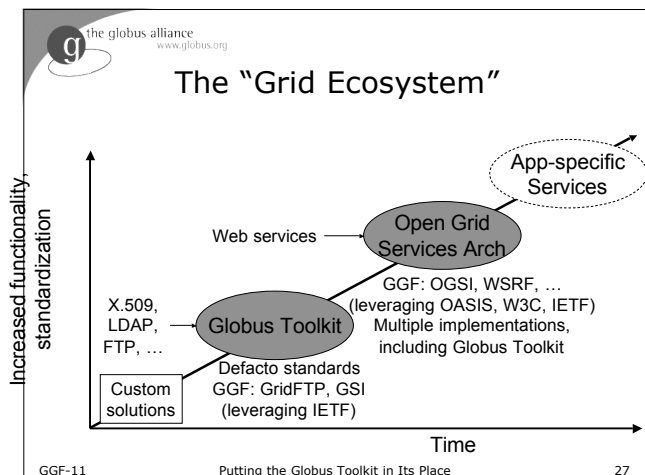 the globus alliance
www.globus.org
g
The “Grid Ecosystem”
Increased functionality,
standardization
App-specific
Services
Open Grid
Services Arch
Web services
GGF: OGSI, WSRF, …
(leveraging OASIS, W3C, IETF)
Multiple implementations,
including Globus Toolkit
X.509,
LDAP,
FTP, …
Globus Toolkit
Defacto standards
GGF: GridFTP, GSI
(leveraging IETF)
Custom
solutions
Time
GGF-11
Putting the Globus Toolkit in Its Place
27